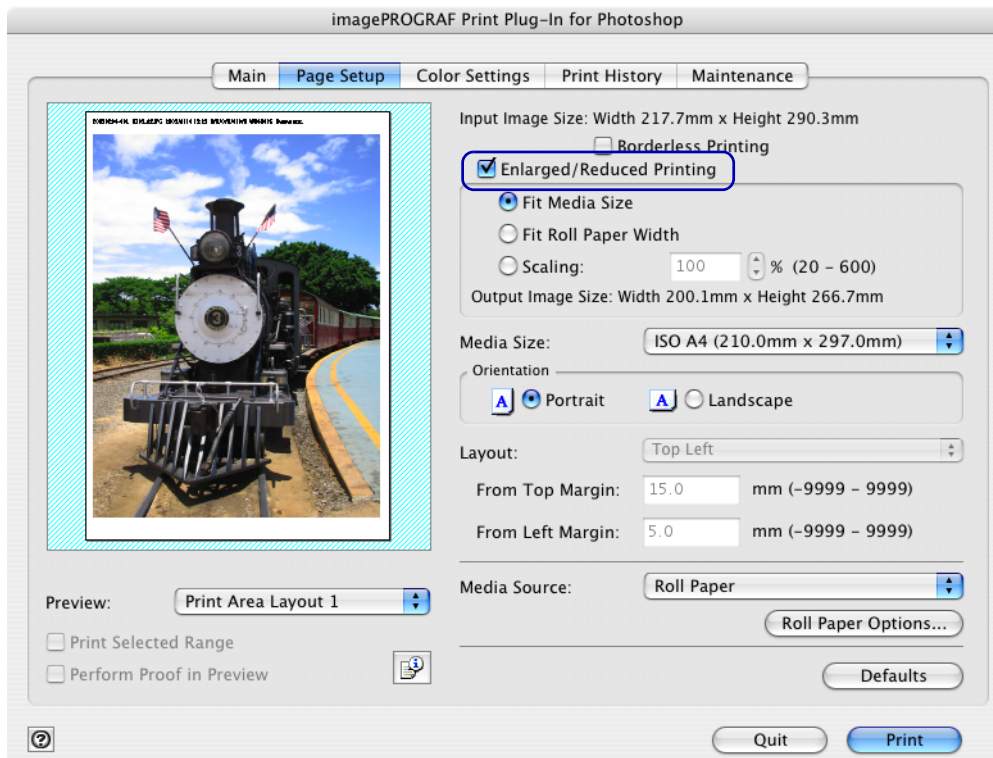 imagePROGRAF Print Plug-In for Photoshop
Main Page Setup Color Settings Print History Maintenance
Input Image Size: Width 217.7mm x Height 290.3mm
Borderless Printing
Enlarged/Reduced Printing
Fit Media Size
Fit Roll Paper Width
Scaling: 100 % (20 – 600)
Output Image Size: Width 200.1mm x Height 266.7mm
Media Size: ISO A4 (210.0mm x 297.0mm)
Orientation
A Portrait A Landscape
Layout: Top Left
From Top Margin: 15.0 mm (-9999 – 9999)
From Left Margin: 5.0 mm (-9999 – 9999)
Media Source: Roll Paper
Roll Paper Options...
3
Preview: Print Area Layout 1
Print Selected Range
Perform Proof in Preview
Defaults
? Quit Print